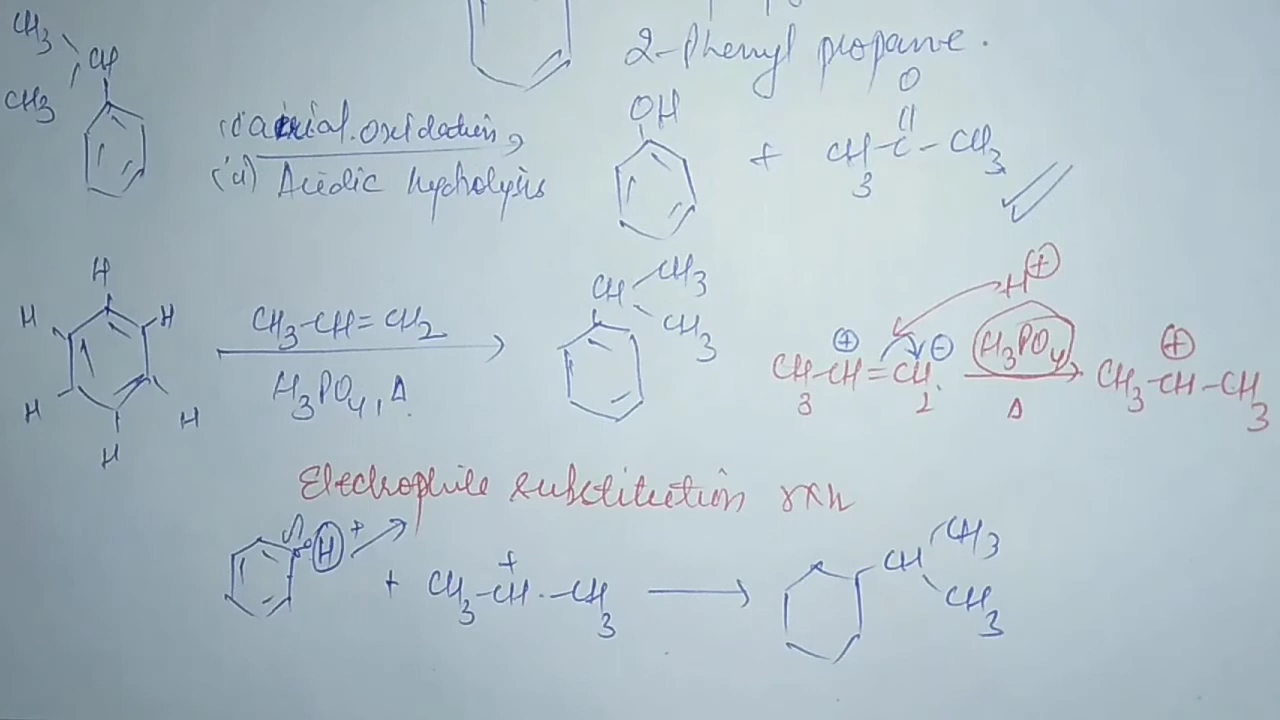 2-Phenyl propane.
CH3
CH
CH3
(i) aerial oxidation,
(ii) Acidic hydrolysis
OH
+
O
CH3-C-CH3
H
H
H
H
H
H
CH3-CH=CH2
H3PO4, Δ.
CH
CH3
CH3
H⊕
⊕ ⊖
CH3-CH=CH2.
H3PO4
Δ
⊕
CH3-CH-CH3
Electrophile substitution rxn
H +
+
+
CH3-CH-CH3
CH
CH3
CH3